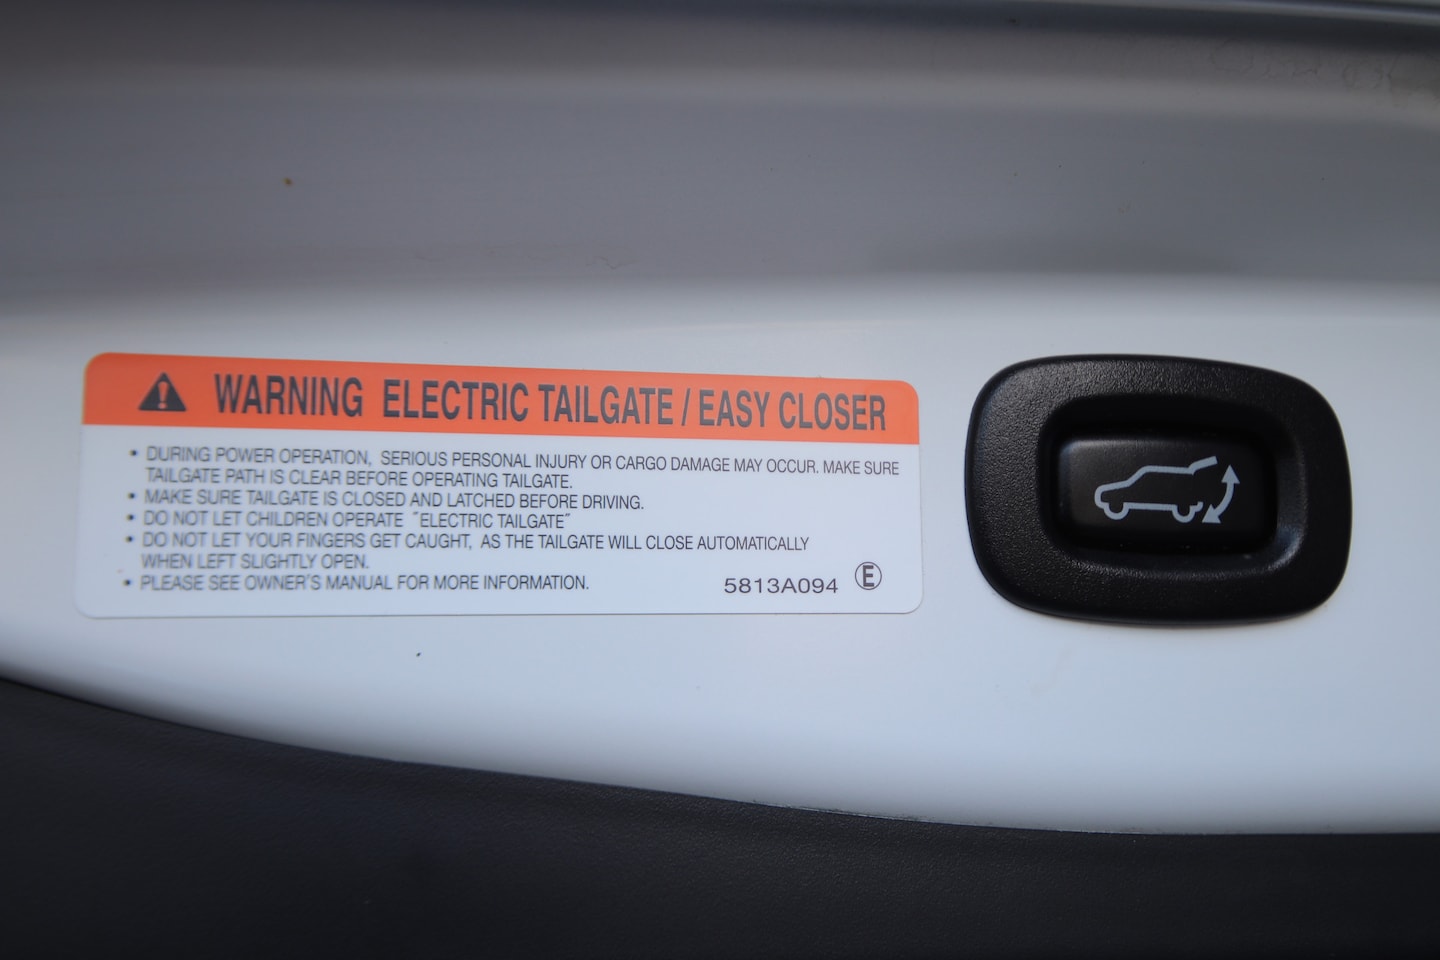 WARNING ELECTRIC TAILGATE / EASY CLOSER
• DURING POWER OPERATION, SERIOUS PERSONAL INJURY OR CARGO DAMAGE MAY OCCUR. MAKE SURE
TAILGATE PATH IS CLEAR BEFORE OPERATING TAILGATE.
• MAKE SURE TAILGATE IS CLOSED AND LATCHED BEFORE DRIVING.
• DO NOT LET CHILDREN OPERATE "ELECTRIC TAILGATE"
• DO NOT LET YOUR FINGERS GET CAUGHT, AS THE TAILGATE WILL CLOSE AUTOMATICALLY
WHEN LEFT SLIGHTLY OPEN.
• PLEASE SEE OWNER'S MANUAL FOR MORE INFORMATION.
5813A094 Ⓔ